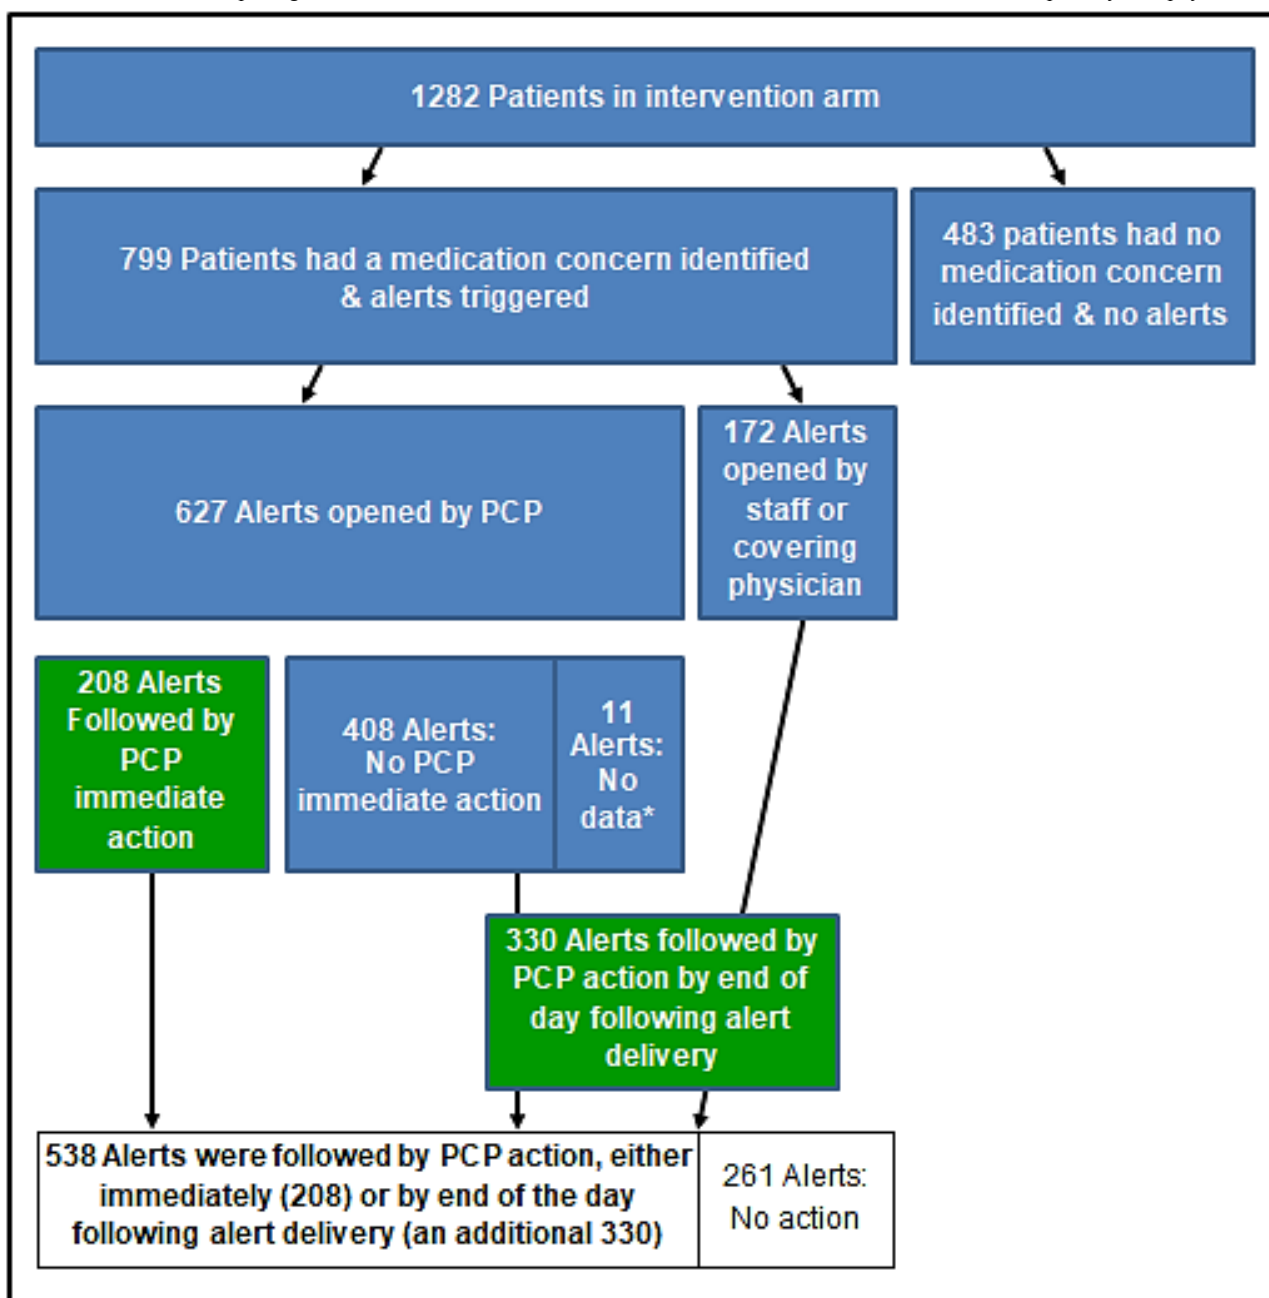 1282 Patients in intervention arm
799 Patients had a medication concern identified
& alerts triggered
483 patients had no
medication concern
identified & no alerts
627 Alerts opened by PCP
172 Alerts
opened by
staff or
covering
physician
208 Alerts
Followed by
PCP
immediate
action
408 Alerts:
No PCP
immediate action
11
Alerts:
No
data*
330 Alerts followed by
PCP action by end of
day following alert
delivery
538 Alerts were followed by PCP action, either
immediately (208) or by end of the day
following alert delivery (an additional 330)
261 Alerts:
No action